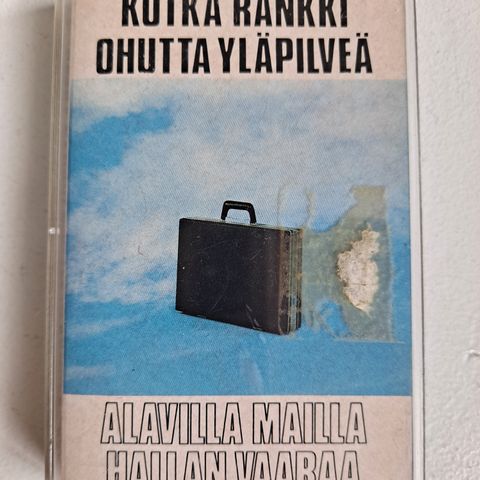 KOTKA RANKKI
OHUTTA YLÄPILVEÄ
ALAVILLA MAILLA
HALLAN VAARAA